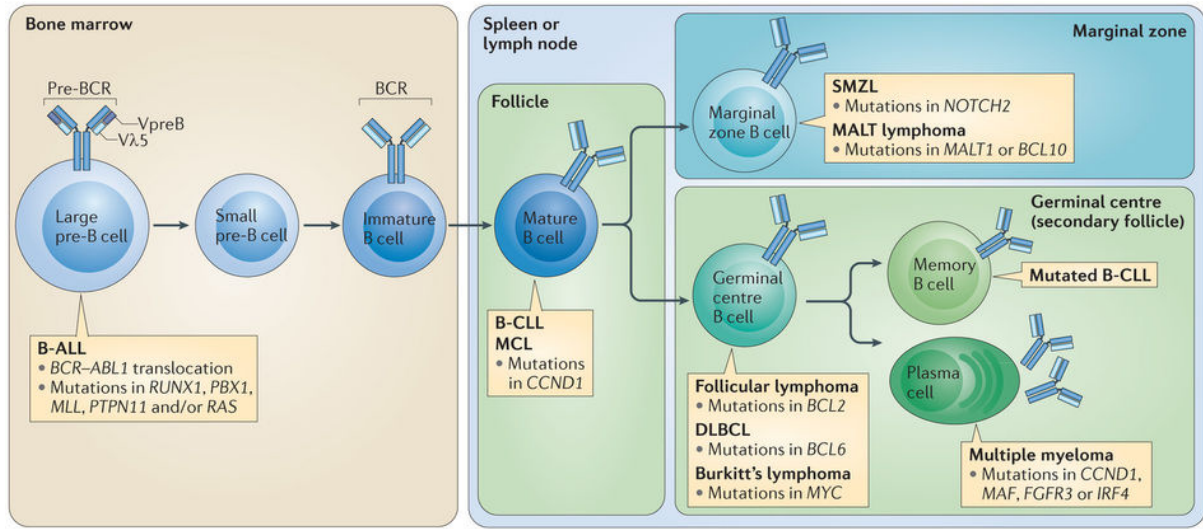 Bone marrow
Pre-BCR
VpreB
Vλ5
Large
pre-B cell
Small
pre-B cell
BCR
Immature
B cell
B-ALL
• BCR–ABL1 translocation
• Mutations in RUNX1, PBX1,
MLL, PTPN11 and/or RAS
Spleen or
lymph node
Follicle
Mature
B cell
B-CLL
MCL
• Mutations
in CCND1
Marginal zone
Marginal
zone B cell
SMZL
• Mutations in NOTCH2
MALT lymphoma
• Mutations in MALT1 or BCL10
Germinal centre
(secondary follicle)
Germinal
centre
B cell
Follicular lymphoma
• Mutations in BCL2
DLBCL
• Mutations in BCL6
Burkitt's lymphoma
• Mutations in MYC
Memory
B cell
Mutated B-CLL
Plasma
cell
Multiple myeloma
• Mutations in CCND1,
MAF, FGFR3 or IRF4